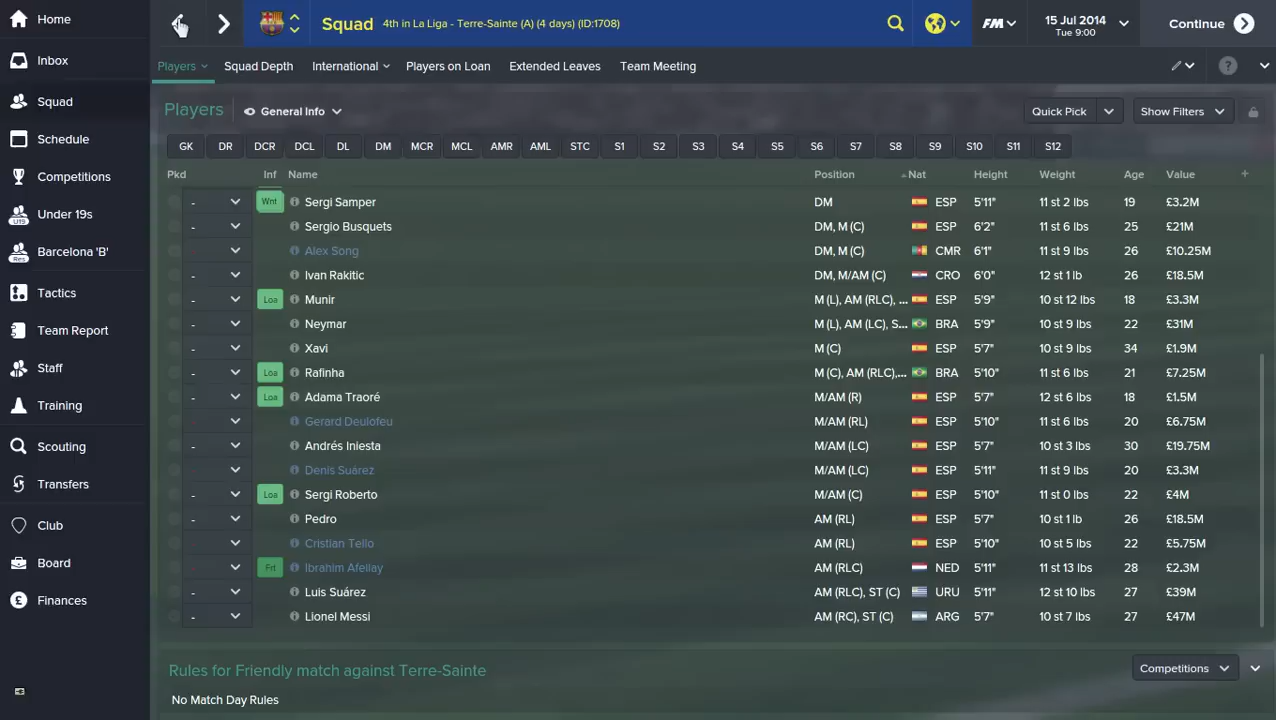 Home
Squad
4th in La Liga - Terre-Sainte (A) (4 days) (ID:1708)
FM
15 Jul 2014
Tue 9:00
Continue
Inbox
Squad
Schedule
Competitions
Under 19s
U19
Barcelona 'B'
Res
Tactics
Team Report
Staff
Training
Scouting
Transfers
Club
Board
Finances
Players Squad Depth International Players on Loan Extended Leaves Team Meeting
?
Players General Info Quick Pick Show Filters
GK DR DCR DCL DL DM MCR MCL AMR AML STC S1 S2 S3 S4 S5 S6 S7 S8 S9 S10 S11 S12
Pkd Inf Name Position Nat Height Weight Age Value +
- Wnt Sergi Samper DM ESP 5'11" 11 st 2 lbs 19 £3.2M
- Sergio Busquets DM, M (C) ESP 6'2" 11 st 6 lbs 25 £21M
- Alex Song DM, M (C) CMR 6'1" 11 st 9 lbs 26 £10.25M
- Ivan Rakitic DM, M/AM (C) CRO 6'0" 12 st 1 lb 26 £18.5M
- Loa Munir M (L), AM (RLC), ... ESP 5'9" 10 st 12 lbs 18 £3.3M
- Neymar M (L), AM (LC), S... BRA 5'9" 10 st 9 lbs 22 £31M
- Xavi M (C) ESP 5'7" 10 st 9 lbs 34 £1.9M
- Loa Rafinha M (C), AM (RLC),... BRA 5'10" 11 st 6 lbs 21 £7.25M
- Loa Adama Traoré M/AM (R) ESP 5'7" 12 st 6 lbs 18 £1.5M
- Gerard Deulofeu M/AM (RL) ESP 5'10" 11 st 6 lbs 20 £6.75M
- Andrés Iniesta M/AM (LC) ESP 5'7" 10 st 3 lbs 30 £19.75M
- Denis Suárez M/AM (LC) ESP 5'11" 11 st 9 lbs 20 £3.3M
- Loa Sergi Roberto M/AM (C) ESP 5'10" 11 st 0 lbs 22 £4M
- Pedro AM (RL) ESP 5'7" 10 st 1 lb 26 £18.5M
- Cristian Tello AM (RL) ESP 5'10" 10 st 5 lbs 22 £5.75M
- Frl Ibrahim Afellay AM (RLC) NED 5'11" 11 st 13 lbs 28 £2.3M
- Luis Suárez AM (RLC), ST (C) URU 5'11" 12 st 10 lbs 27 £39M
- Lionel Messi AM (RC), ST (C) ARG 5'7" 10 st 7 lbs 27 £47M
Rules for Friendly match against Terre-Sainte Competitions
No Match Day Rules